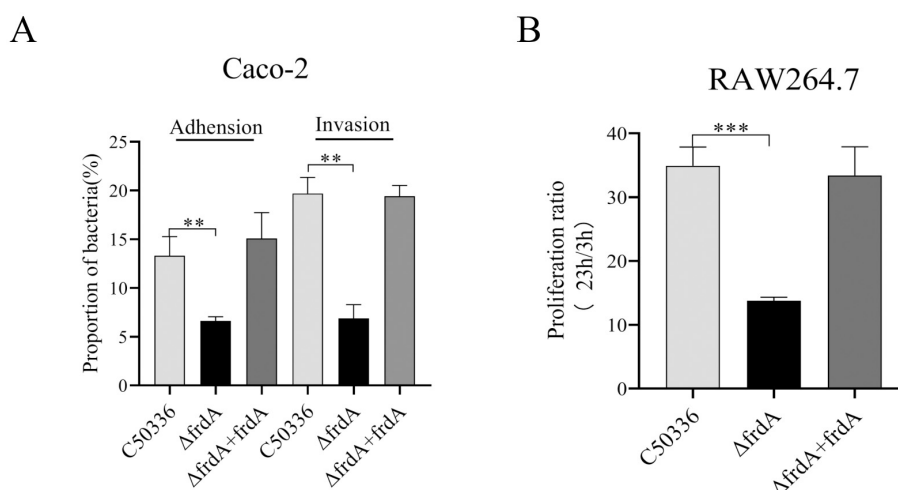 A
Caco-2
Adhension
Invasion
Proportion of bacteria(%)
25
20
15
10
5
0
**
**
C50336
ΔfrdA
ΔfrdA+frdA
C50336
ΔfrdA
ΔfrdA+frdA
B
RAW264.7
Proliferation ratio
( 23h/3h)
40
30
20
10
0
***
C50336
ΔfrdA
ΔfrdA+frdA